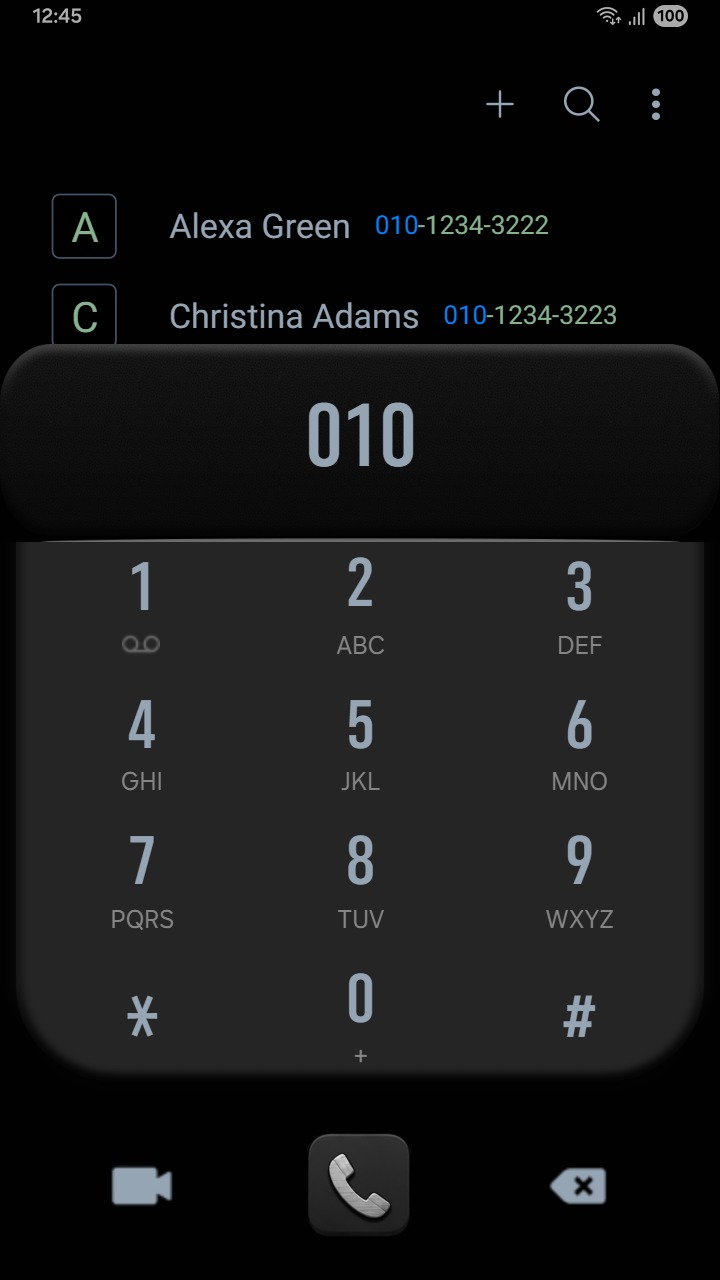 12:45 100
A Alexa Green 010-1234-3222
C Christina Adams 010-1234-3223
010
1 2 3
ABC DEF
4 5 6
GHI JKL MNO
7 8 9
PQRS TUV WXYZ
* 0 #
+